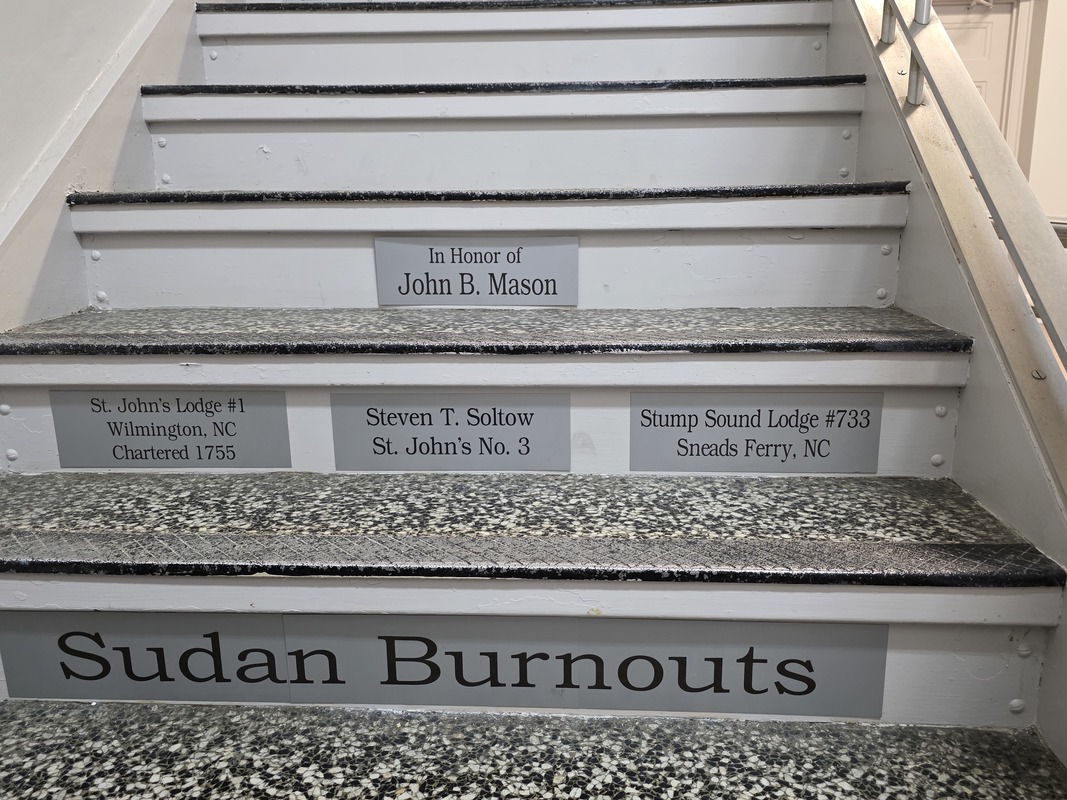 In Honor of
John B. Mason
St. John's Lodge #1
Wilmington, NC
Chartered 1755
Steven T. Soltow
St. John's No. 3
Stump Sound Lodge #733
Sneads Ferry, NC
Sudan Burnouts